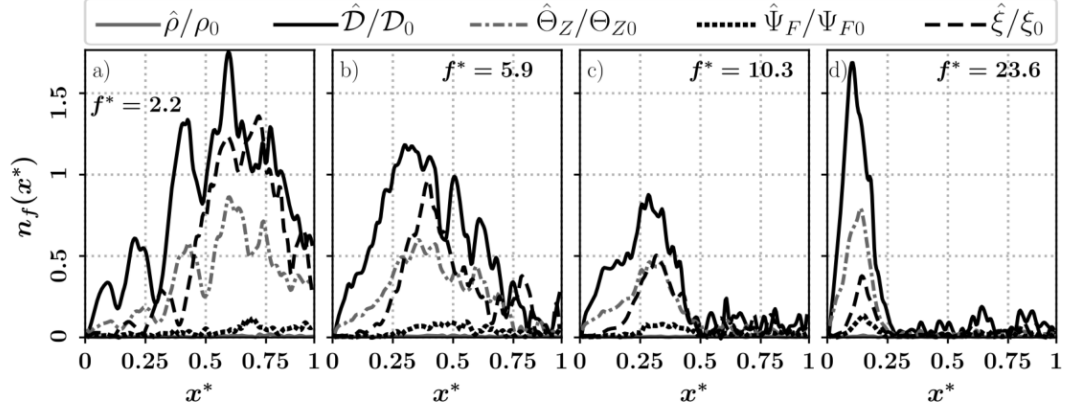 ρ̂/ρ₀ 𝒟̂/𝒟₀ Θ̂_Z/Θ_Z0 Ψ̂_F/Ψ_F0 ξ̂/ξ₀
a) f* = 2.2
b) f* = 5.9
c) f* = 10.3
d) f* = 23.6
n_f(x*)
1.5
1
0.5
0
0 0.25 0.5 0.75 1
0 0.25 0.5 0.75 1
0 0.25 0.5 0.75 1
0 0.25 0.5 0.75 1
x* x* x* x*